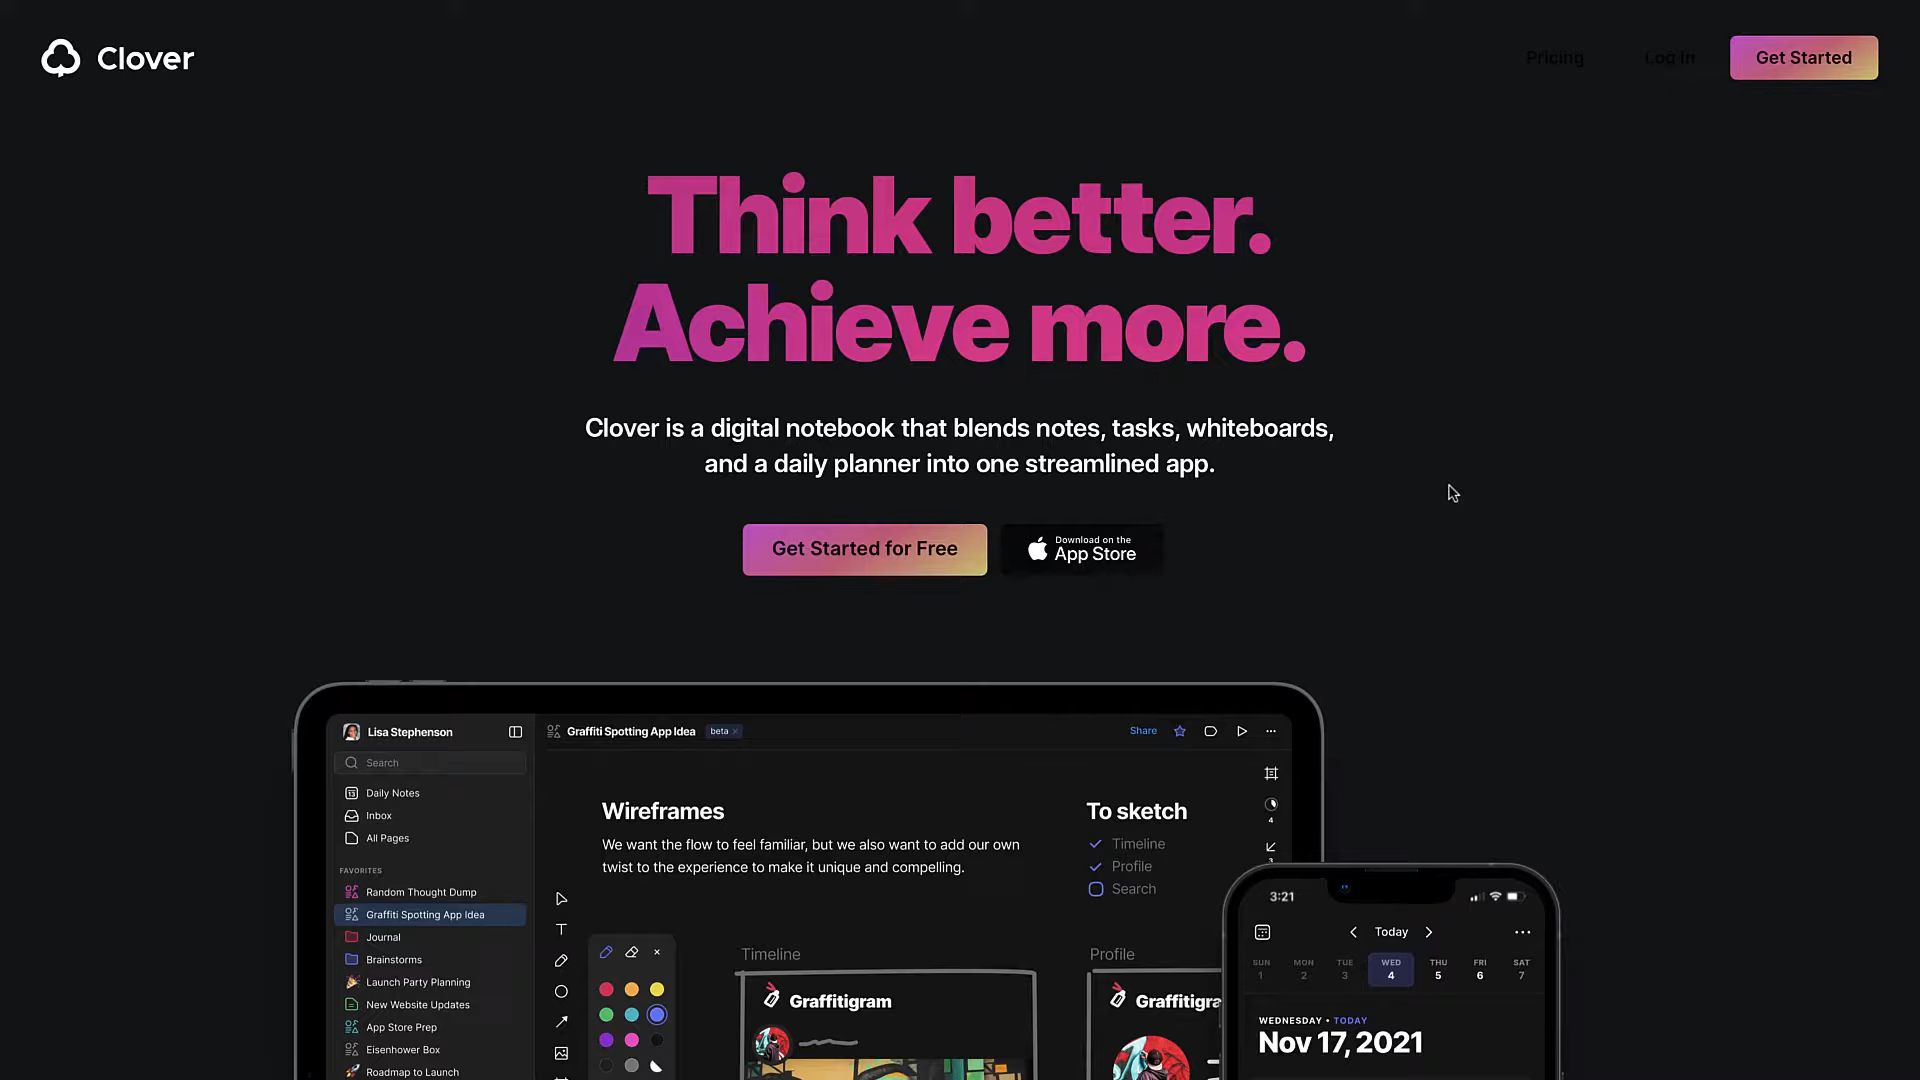 Clover
Pricing
Log In
Get Started
Think better.
Achieve more.
Clover is a digital notebook that blends notes, tasks, whiteboards,
and a daily planner into one streamlined app.
Get Started for Free
Download on the
App Store
Lisa Stephenson
Search
Daily Notes
Inbox
All Pages
FAVORITES
Random Thought Dump
Graffiti Spotting App Idea
Journal
Brainstorms
Launch Party Planning
New Website Updates
App Store Prep
Eisenhower Box
Roadmap to Launch
Graffiti Spotting App Idea
beta ×
Share
Wireframes
We want the flow to feel familiar, but we also want to add our own
twist to the experience to make it unique and compelling.
To sketch
Timeline
Profile
Search
4
3
T
Timeline
Graffitigram
Profile
Graffitigra
3:21
Today
SUN MON TUE WED THU FRI SAT
1 2 3 4 5 6 7
WEDNESDAY • TODAY
Nov 17, 2021